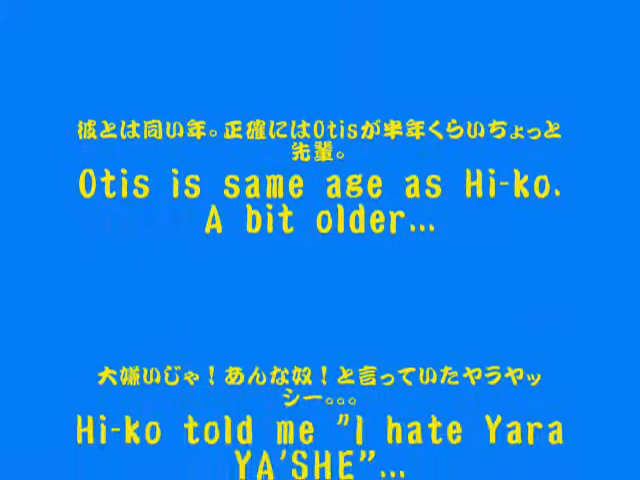 彼とは同い年。正確にはOtisが半年くらいちょっと
先輩。
Otis is same age as Hi-ko.
A bit older...
大嫌いじゃ！あんな奴！と言っていたヤラヤッ
シー。。。
Hi-ko told me "I hate Yara
YA'SHE"...